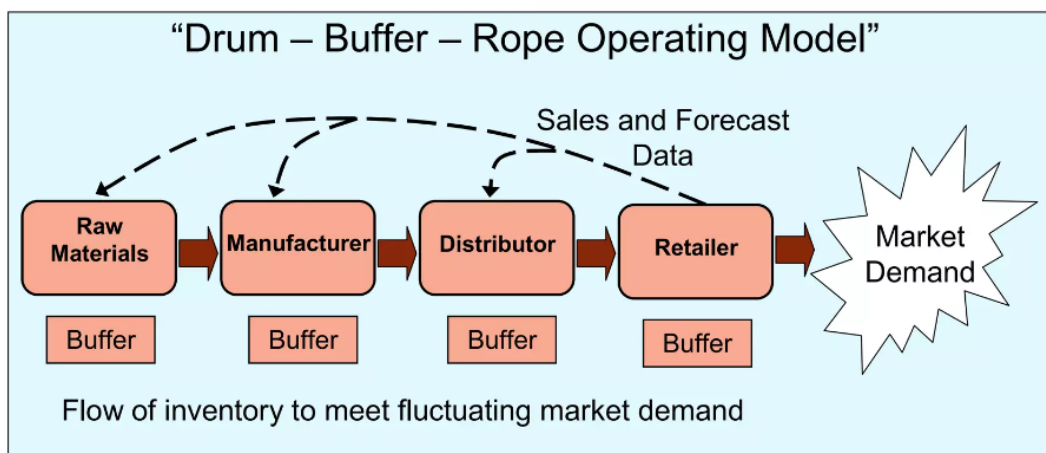 “Drum – Buffer – Rope Operating Model”
Sales and Forecast
Data
Raw
Materials
Manufacturer
Distributor
Retailer
Market
Demand
Buffer
Buffer
Buffer
Buffer
Flow of inventory to meet fluctuating market demand